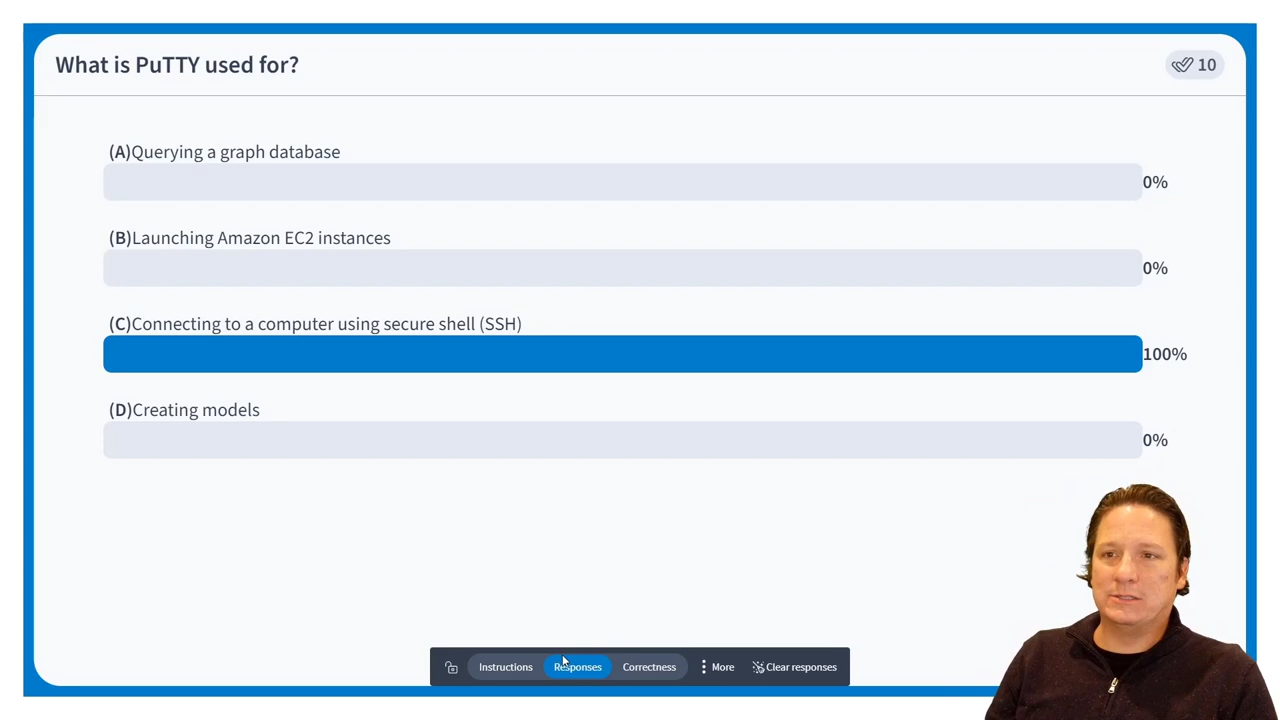 What is PuTTY used for?
10
(A)Querying a graph database
0%
(B)Launching Amazon EC2 instances
0%
(C)Connecting to a computer using secure shell (SSH)
100%
(D)Creating models
0%
Instructions Responses Correctness More Clear responses